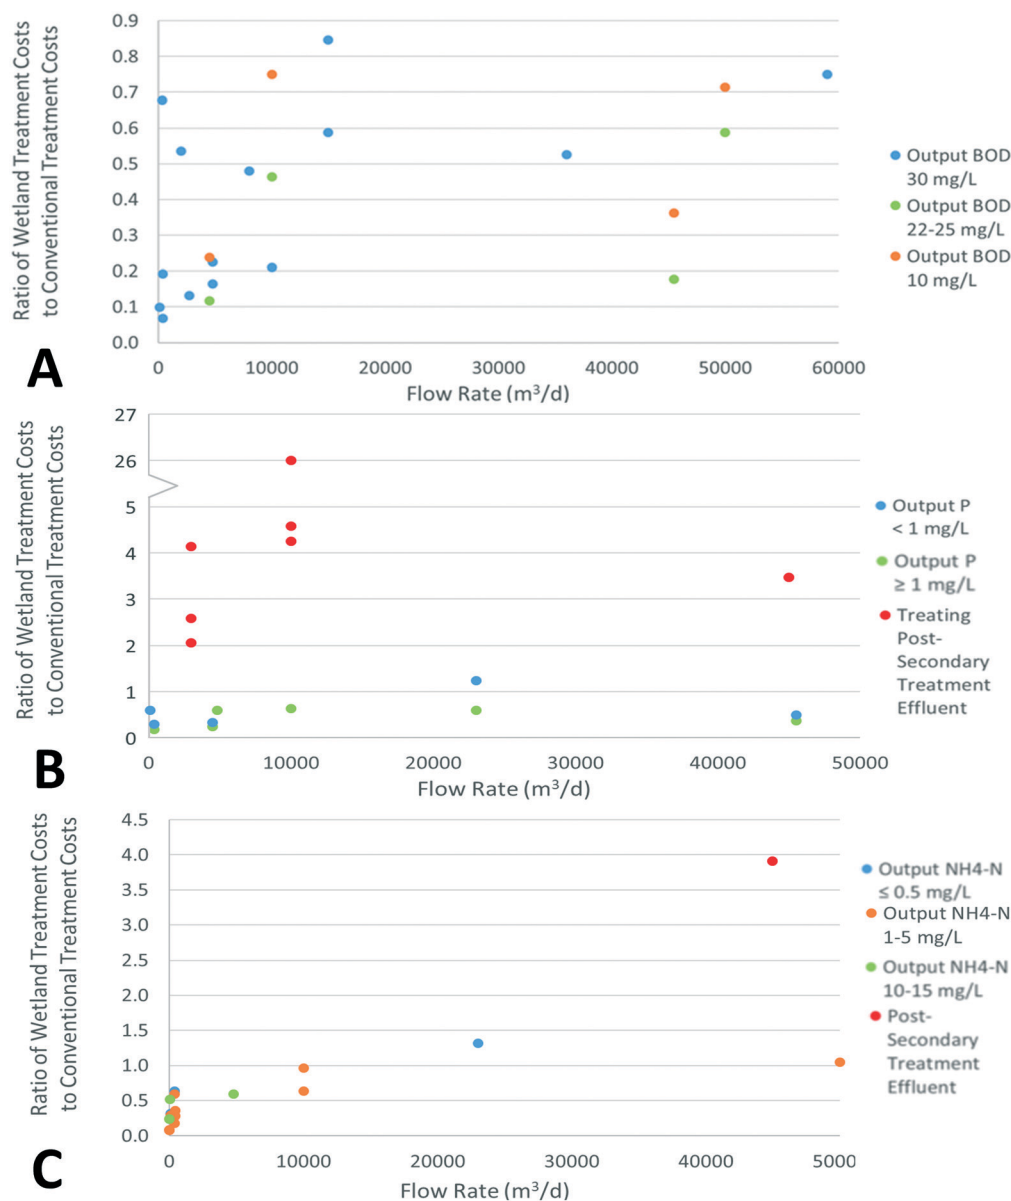 Ratio of Wetland Treatment Costs
to Conventional Treatment Costs
0.9
0.8
0.7
0.6
0.5
0.4
0.3
0.2
0.1
0.0
0 10000 20000 30000 40000 50000 60000
Flow Rate (m³/d)
Output BOD
30 mg/L
Output BOD
22-25 mg/L
Output BOD
10 mg/L
A
Ratio of Wetland Treatment Costs
to Conventional Treatment Costs
27
26
5
4
3
2
1
0
0 10000 20000 30000 40000 50000
Flow Rate (m³/d)
Output P
< 1 mg/L
Output P
≥ 1 mg/L
Treating
Post-
Secondary
Treatment
Effluent
B
Ratio of Wetland Treatment Costs
to Conventional Treatment Costs
4.5
4.0
3.5
3.0
2.5
2.0
1.5
1.0
0.5
0.0
0 10000 20000 30000 40000 50000
Flow Rate (m³/d)
Output NH4-N
≤ 0.5 mg/L
Output NH4-N
1-5 mg/L
Output NH4-N
10-15 mg/L
Post-
Secondary
Treatment
Effluent
C